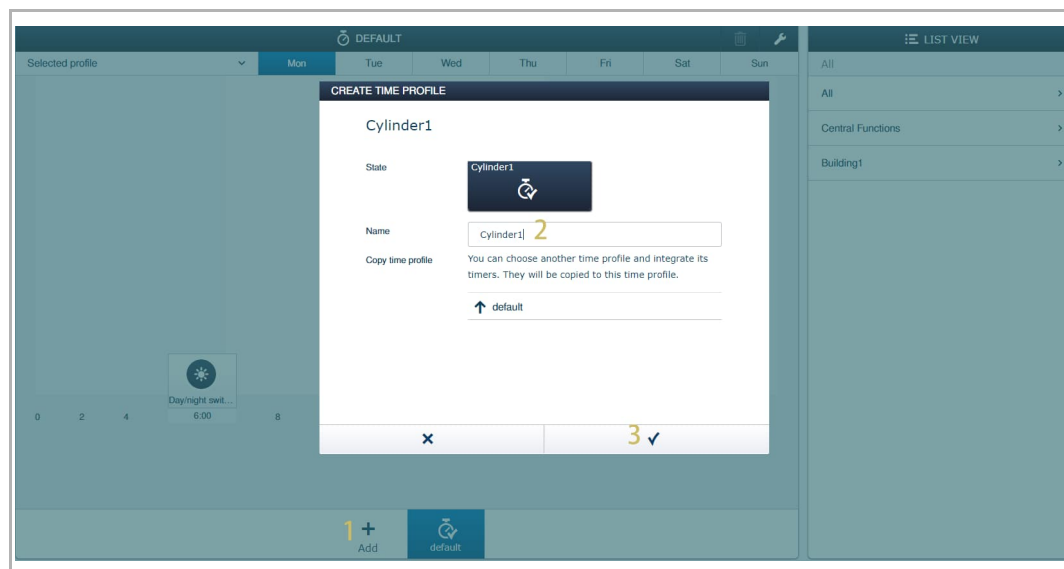 DEFAULT
LIST VIEW
Selected profile
Mon
Tue
Wed
Thu
Fri
Sat
Sun
All
All
Central Functions
Building1
CREATE TIME PROFILE
Cylinder1
State
Cylinder1
Name
Cylinder1
2
Copy time profile
You can choose another time profile and integrate its
timers. They will be copied to this time profile.
default
Day/night swit...
0 2 4 6:00 8
3
1
Add
default